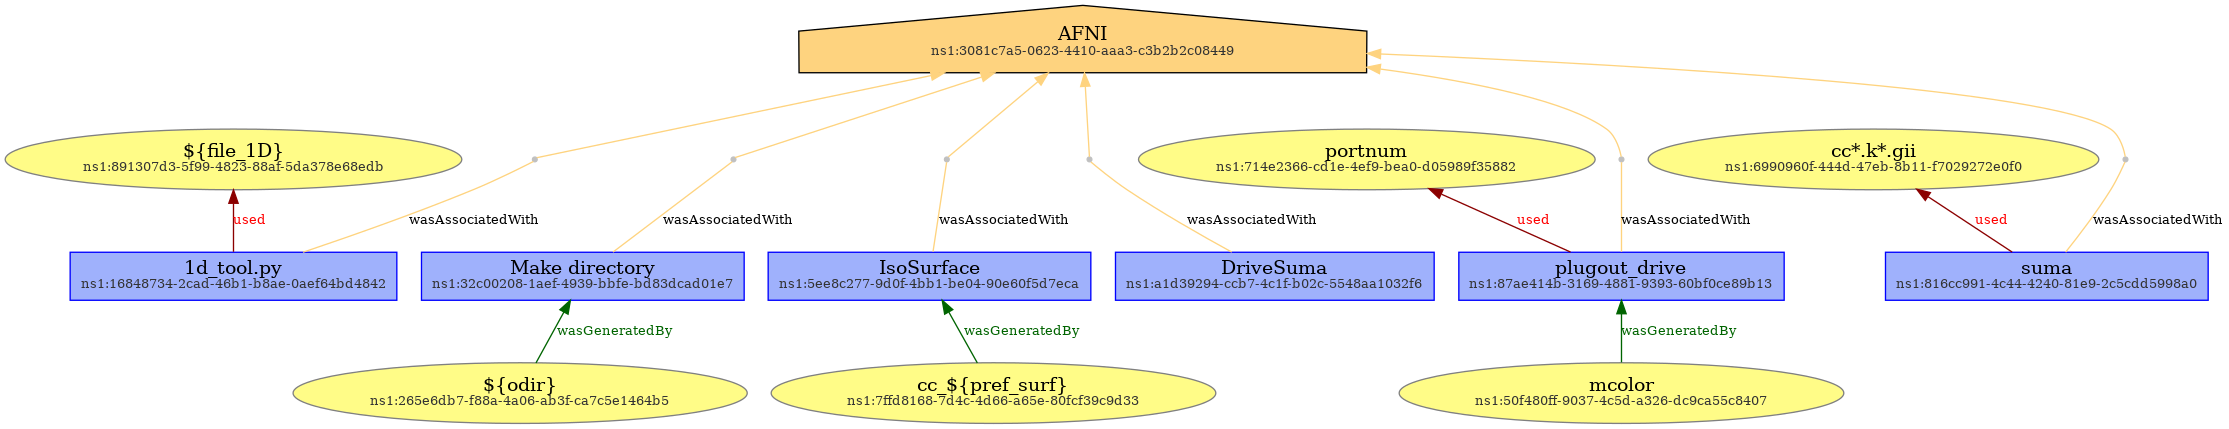 AFNI
ns1:3081c7a5-0623-4410-aaa3-c3b2b2c08449
${file_1D}
ns1:891307d3-5f99-4823-88af-5da378e68edb
portnum
ns1:714e2366-cd1e-4ef9-bea0-d05989f35882
cc*.k*.gii
ns1:6990960f-444d-47eb-8b11-f7029272e0f0
used
wasAssociatedWith
wasAssociatedWith
wasAssociatedWith
wasAssociatedWith
used
wasAssociatedWith
used
wasAssociatedWith
1d_tool.py
ns1:16848734-2cad-46b1-b8ae-0aef64bd4842
Make directory
ns1:32c00208-1aef-4939-bbfe-bd83dcad01e7
IsoSurface
ns1:5ee8c277-9d0f-4bb1-be04-90e60f5d7eca
DriveSuma
ns1:a1d39294-ccb7-4c1f-b02c-5548aa1032f6
plugout_drive
ns1:87ae414b-3169-4881-9393-60bf0ce89b13
suma
ns1:816cc991-4c44-4240-81e9-2c5cdd5998a0
wasGeneratedBy
wasGeneratedBy
wasGeneratedBy
${odir}
ns1:265e6db7-f88a-4a06-ab3f-ca7c5e1464b5
cc_${pref_surf}
ns1:7ffd8168-7d4c-4d66-a65e-80fcf39c9d33
mcolor
ns1:50f480ff-9037-4c5d-a326-dc9ca55c8407